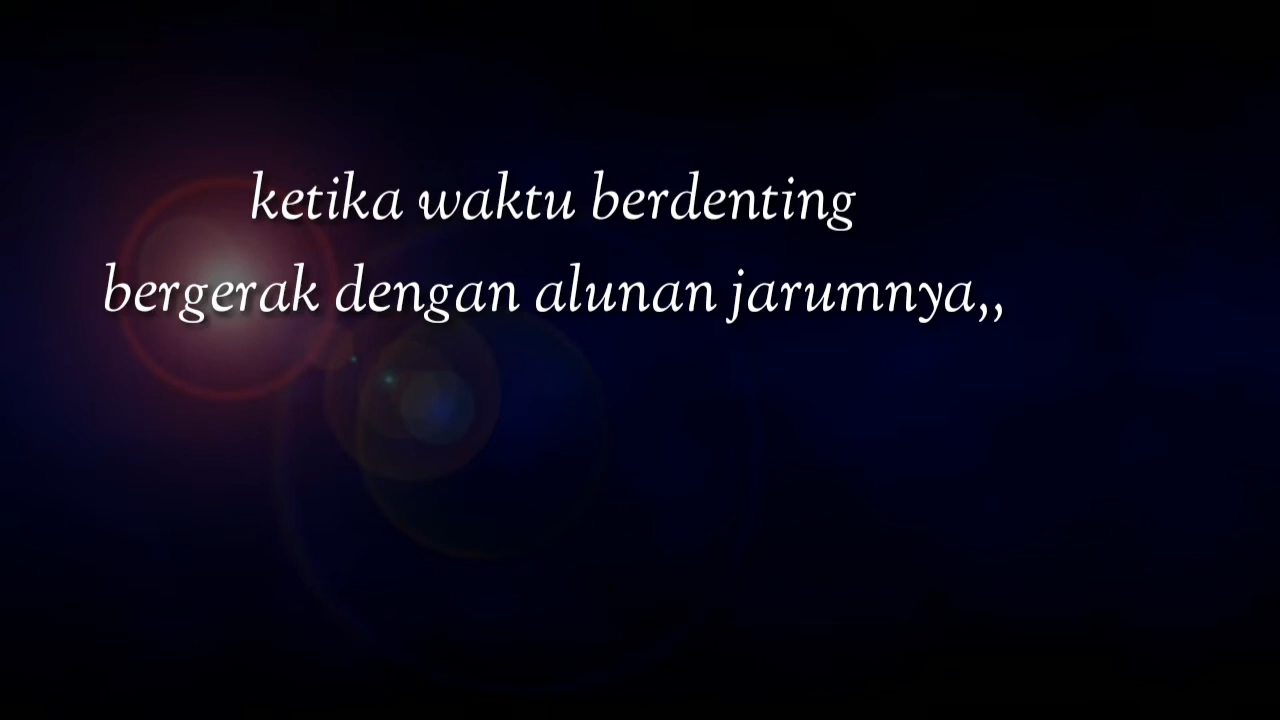 ketika waktu berdenting
bergerak dengan alunan jarumnya,,